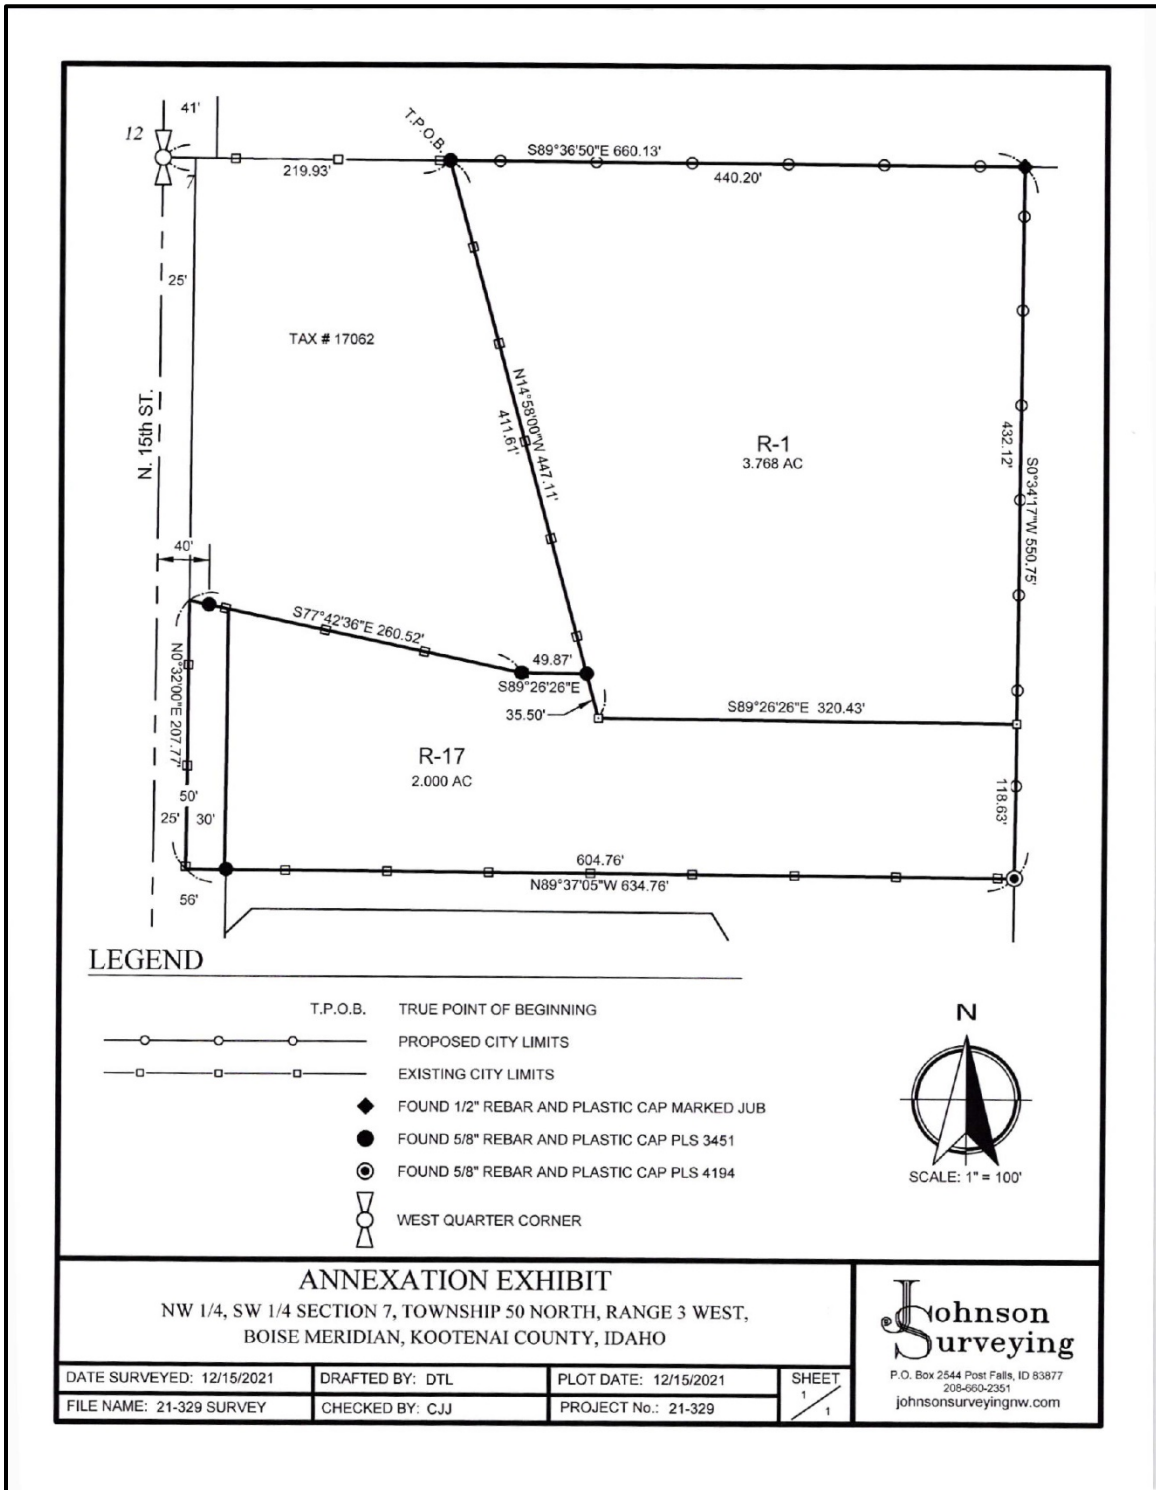 41'
12
7
T.P.O.B.
S89°36'50"E 660.13'
219.93'
440.20'
25'
TAX # 17062
N. 15th ST.
N14°58'00"W 447.11'
411.61'
R-1
3.768 AC
432.12'
S0°34'17"W 550.75'
40'
S77°42'36"E 260.52'
49.87'
S89°26'26"E
35.50'
S89°26'26"E 320.43'
N0°32'00"E 207.77'
R-17
2.000 AC
118.63'
50'
25' 30'
604.76'
N89°37'05"W 634.76'
56'
LEGEND
T.P.O.B. TRUE POINT OF BEGINNING
PROPOSED CITY LIMITS
EXISTING CITY LIMITS
FOUND 1/2" REBAR AND PLASTIC CAP MARKED JUB
FOUND 5/8" REBAR AND PLASTIC CAP PLS 3451
FOUND 5/8" REBAR AND PLASTIC CAP PLS 4194
WEST QUARTER CORNER
N
SCALE: 1" = 100'
ANNEXATION EXHIBIT
NW 1/4, SW 1/4 SECTION 7, TOWNSHIP 50 NORTH, RANGE 3 WEST,
BOISE MERIDIAN, KOOTENAI COUNTY, IDAHO
DATE SURVEYED: 12/15/2021 DRAFTED BY: DTL PLOT DATE: 12/15/2021
FILE NAME: 21-329 SURVEY CHECKED BY: CJJ PROJECT No.: 21-329
SHEET
1/1
Johnson
Surveying
P.O. Box 2544 Post Falls, ID 83877
208-660-2351
johnsonsurveyingnw.com